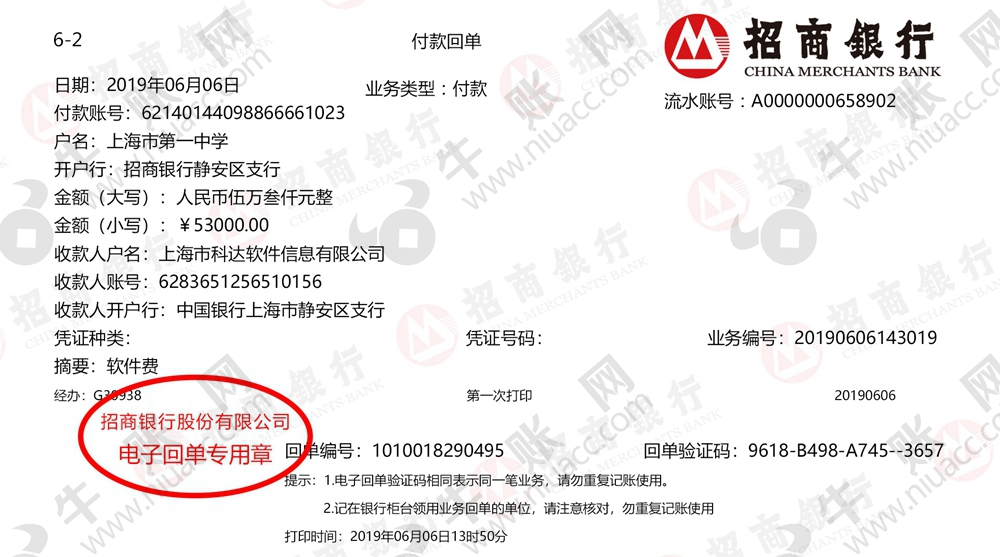 6-2
付款回单
招商银行
CHINA MERCHANTS BANK
日期：2019年06月06日
业务类型：付款
流水账号：A0000000658902
付款账号：62140144098866661023
户名：上海市第一中学
开户行：招商银行静安区支行
金额（大写）：人民币伍万叁仟元整
金额（小写）：￥53000.00
收款人户名：上海市科达软件信息有限公司
收款人账号：6283651256510156
收款人开户行：中国银行上海市静安区支行
凭证种类：
凭证号码：
业务编号：20190606143019
摘要：软件费
经办：G39938
第一次打印
20190606
招商银行股份有限公司
电子回单专用章
回单编号：1010018290495
回单验证码：9618-B498-A745--3657
提示：1.电子回单验证码相同表示同一笔业务，请勿重复记账使用。
2.记在银行柜台领用业务回单的单位，请注意核对，勿重复记账使用
打印时间：2019年06月06日13时50分
牛账网
www.niuacc.com